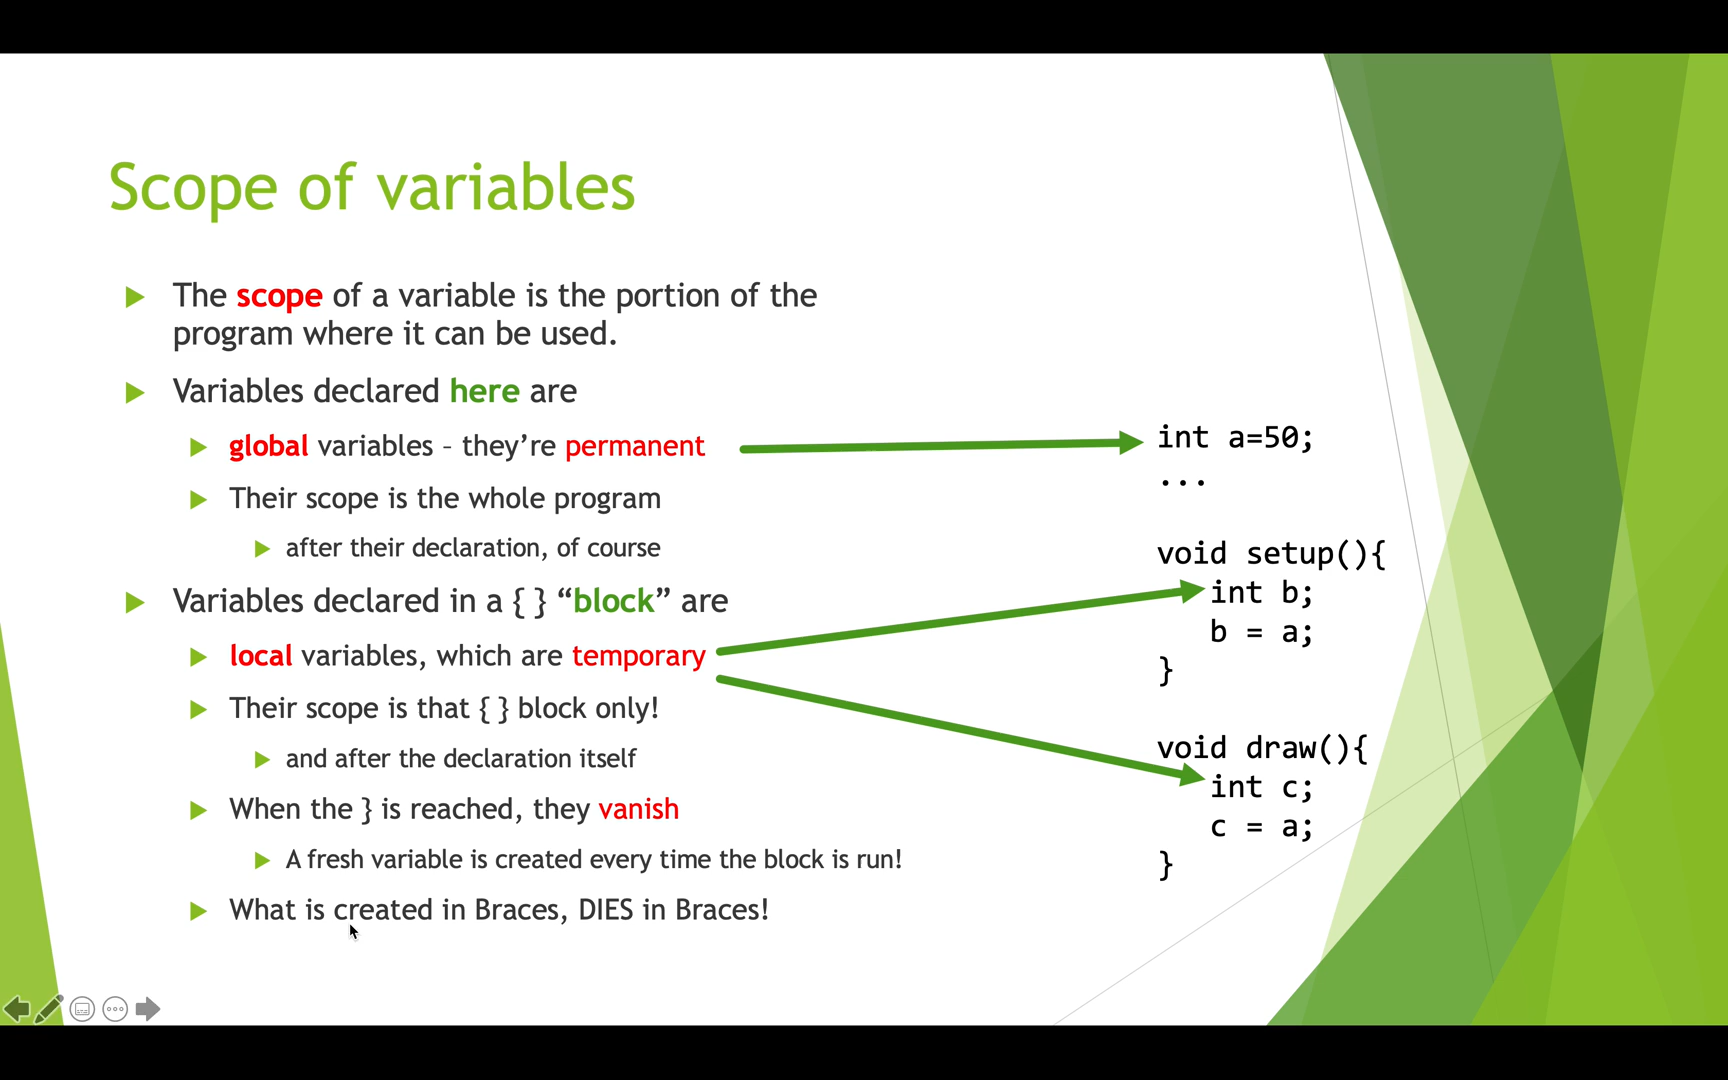 Scope of variables
The scope of a variable is the portion of the
program where it can be used.
Variables declared here are
global variables – they’re permanent
Their scope is the whole program
after their declaration, of course
Variables declared in a { } “block” are
local variables, which are temporary
Their scope is that { } block only!
and after the declaration itself
When the } is reached, they vanish
A fresh variable is created every time the block is run!
What is created in Braces, DIES in Braces!
int a=50;
...
void setup(){
int b;
b = a;
}
void draw(){
int c;
c = a;
}